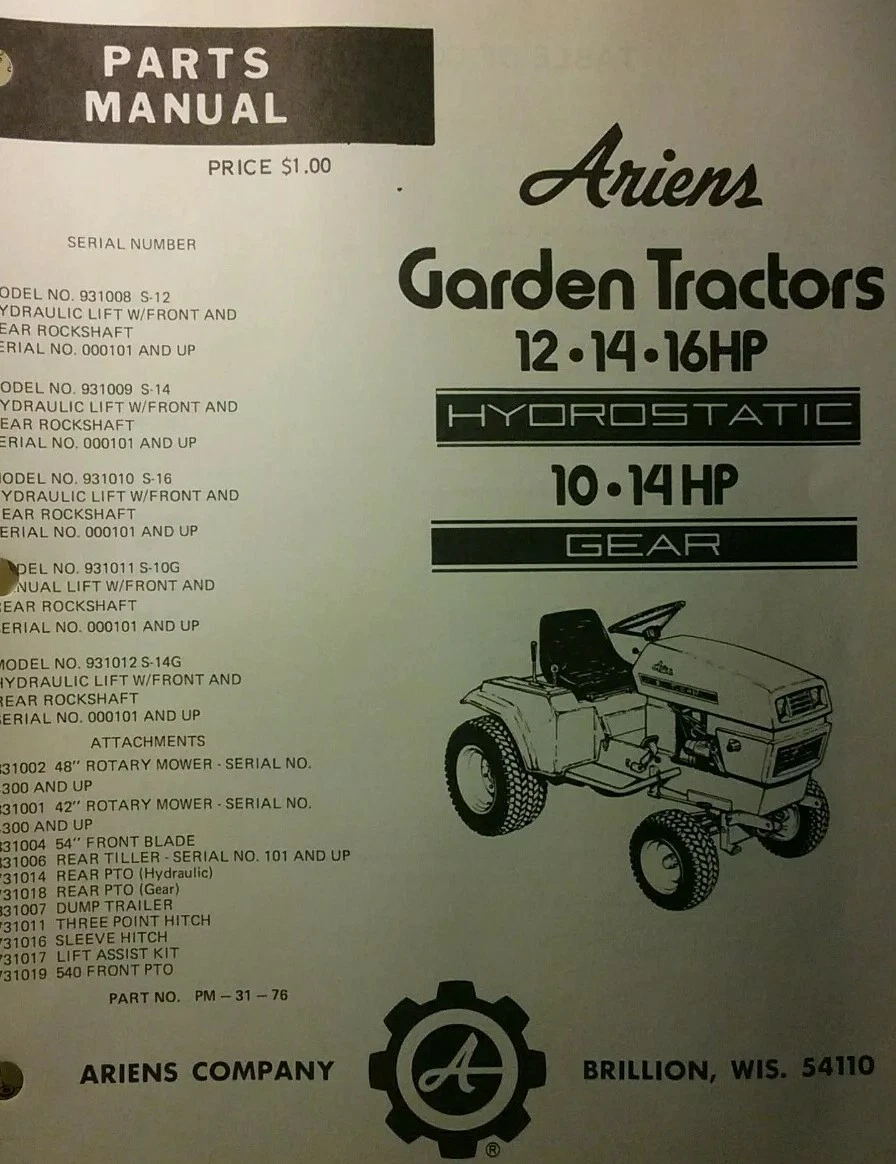 PARTS
MANUAL
PRICE $1.00
SERIAL NUMBER
ODEL NO. 931008 S-12
YDRAULIC LIFT W/FRONT AND
EAR ROCKSHAFT
ERIAL NO. 000101 AND UP
ODEL NO. 931009 S-14
YDRAULIC LIFT W/FRONT AND
EAR ROCKSHAFT
ERIAL NO. 000101 AND UP
ODEL NO. 931010 S-16
YDRAULIC LIFT W/FRONT AND
EAR ROCKSHAFT
ERIAL NO. 000101 AND UP
DEL NO. 931011 S-10G
NUAL LIFT W/FRONT AND
REAR ROCKSHAFT
ERIAL NO. 000101 AND UP
MODEL NO. 931012 S-14G
HYDRAULIC LIFT W/FRONT AND
REAR ROCKSHAFT
SERIAL NO. 000101 AND UP
ATTACHMENTS
31002 48" ROTARY MOWER - SERIAL NO.
300 AND UP
831001 42" ROTARY MOWER - SERIAL NO.
300 AND UP
831004 54" FRONT BLADE
831006 REAR TILLER - SERIAL NO. 101 AND UP
731014 REAR PTO (Hydraulic)
731018 REAR PTO (Gear)
831007 DUMP TRAILER
731011 THREE POINT HITCH
731016 SLEEVE HITCH
731017 LIFT ASSIST KIT
731019 540 FRONT PTO
PART NO. PM - 31 - 76
Ariens
Garden Tractors
12 • 14 • 16HP
HYDROSTATIC
10 • 14 HP
GEAR
Ariens
ARIENS COMPANY
A
®
BRILLION, WIS. 54110